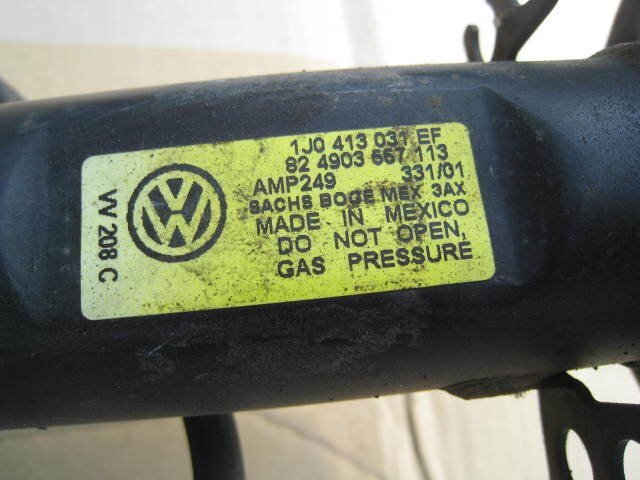 1J0 413 031 EF
82 4903 557 113
AMP249 331/01
SACHS BOGE MEX 3AX
MADE IN MEXICO
DO NOT OPEN,
GAS PRESSURE
VW 208 C